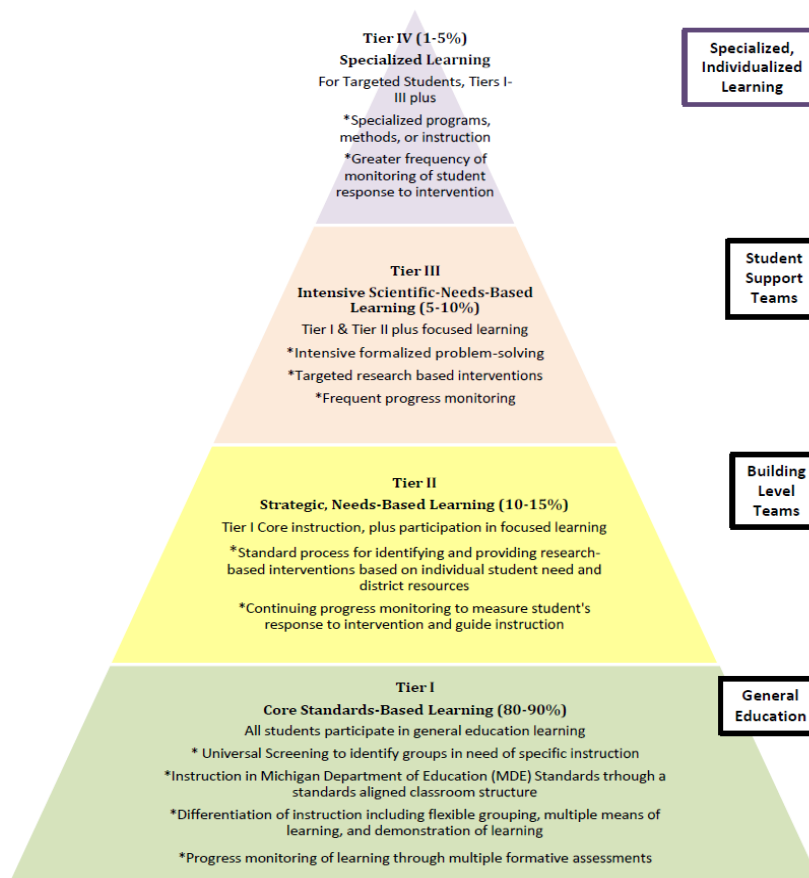 Tier IV (1-5%)
Specialized Learning
For Targeted Students, Tiers I-
III plus
*Specialized programs,
methods, or instruction
*Greater frequency of
monitoring of student
response to intervention
Specialized,
Individualized
Learning
Tier III
Intensive Scientific-Needs-Based
Learning (5-10%)
Tier I & Tier II plus focused learning
*Intensive formalized problem-solving
*Targeted research based interventions
*Frequent progress monitoring
Student
Support
Teams
Tier II
Strategic, Needs-Based Learning (10-15%)
Tier I Core instruction, plus participation in focused learning
*Standard process for identifying and providing research-
based interventions based on individual student need and
district resources
*Continuing progress monitoring to measure student's
response to intervention and guide instruction
Building
Level
Teams
Tier I
Core Standards-Based Learning (80-90%)
All students participate in general education learning
* Universal Screening to identify groups in need of specific instruction
*Instruction in Michigan Department of Education (MDE) Standards trhough a
standards aligned classroom structure
*Differentiation of instruction including flexible grouping, multiple means of
learning, and demonstration of learning
*Progress monitoring of learning through multiple formative assessments
General
Education